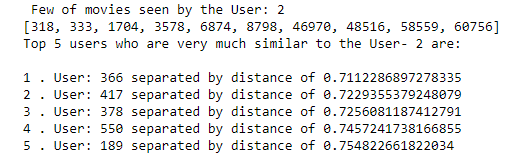 Few of movies seen by the User: 2
[318, 333, 1704, 3578, 6874, 8798, 46970, 48516, 58559, 60756]
Top 5 users who are very much similar to the User- 2 are:
1 . User: 366 separated by distance of 0.7112286897278335
2 . User: 417 separated by distance of 0.7229355379248079
3 . User: 378 separated by distance of 0.7256081187412791
4 . User: 550 separated by distance of 0.7457241738166855
5 . User: 189 separated by distance of 0.754822661822034